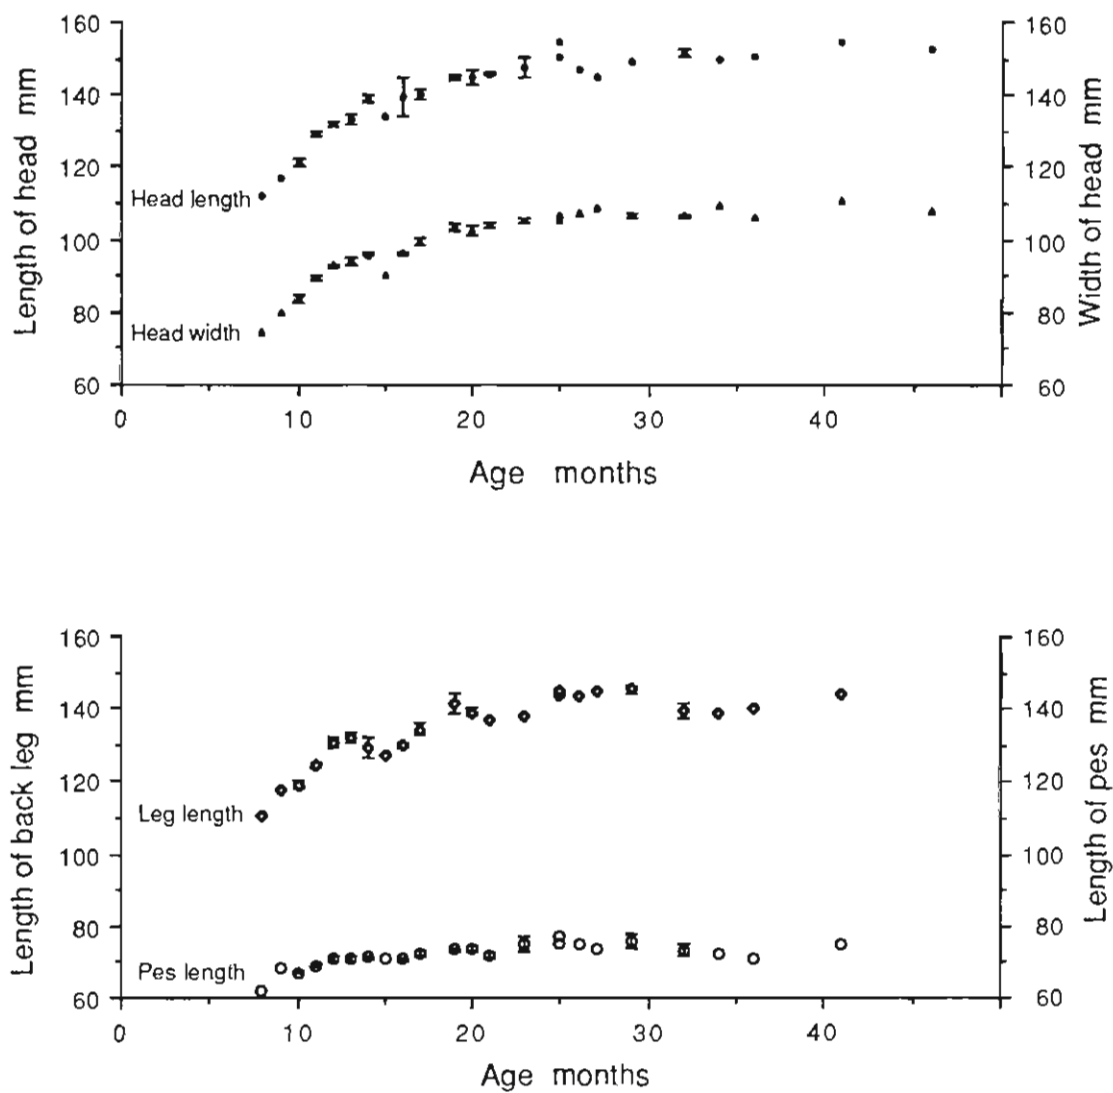 160 160
140 140
120 120
Head length
100 100
80 80
Head width
60 60
0 10 20 30 40
Age months
Length of head mm
Width of head mm
160 160
140 140
120 120
Leg length
100 100
80 80
Pes length
60 60
0 10 20 30 40
Age months
Length of back leg mm
Length of pes mm